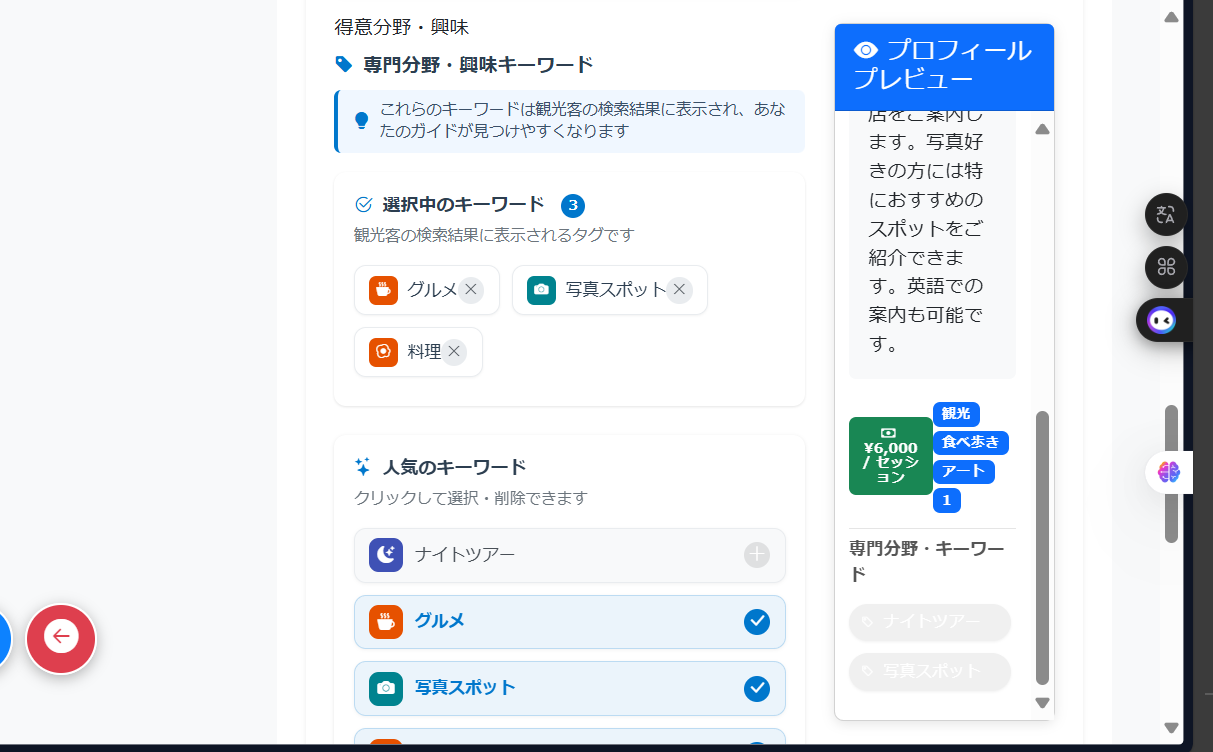 得意分野・興味
専門分野・興味キーワード
これらのキーワードは観光客の検索結果に表示され、あな
たのガイドが見つけやすくなります
選択中のキーワード 3
観光客の検索結果に表示されるタグです
グルメ
写真スポット
料理
人気のキーワード
クリックして選択・削除できます
ナイトツアー
グルメ
写真スポット
プロフィール
プレビュー
店をご案内し
ます。写真好
きの方には特
におすすめの
スポットをご
紹介できま
す。英語での
案内も可能で
す。
¥6,000
/ セッシ
ョン
観光
食べ歩き
アート
1
専門分野・キーワー
ド
ナイトツアー
写真スポット